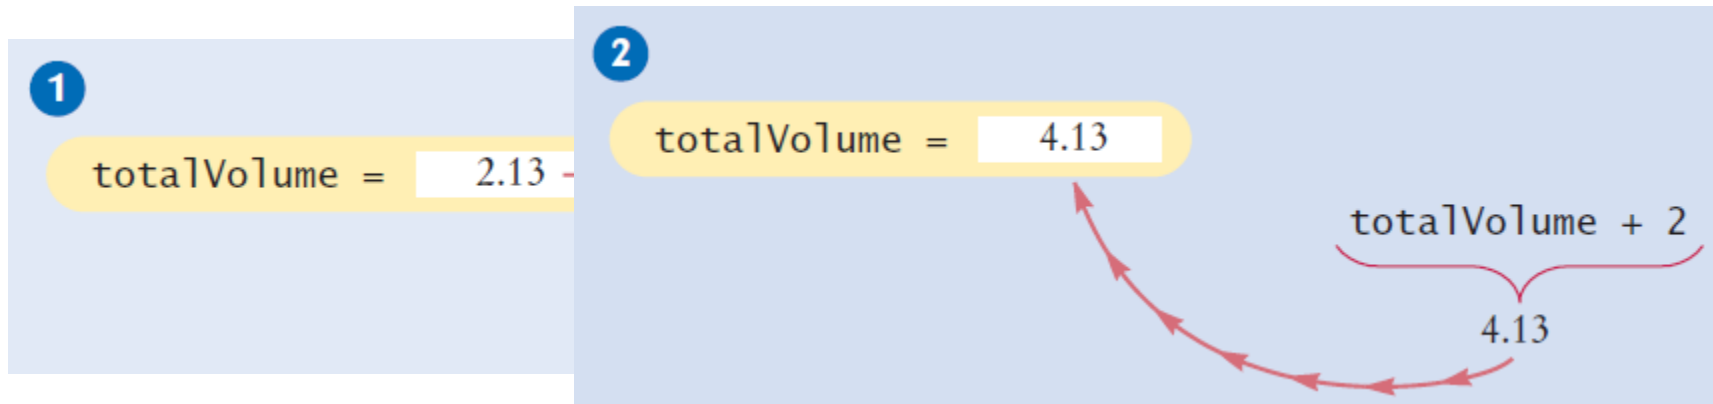 1
totalVolume = 2.13
2
totalVolume = 4.13
totalVolume + 2
4.13